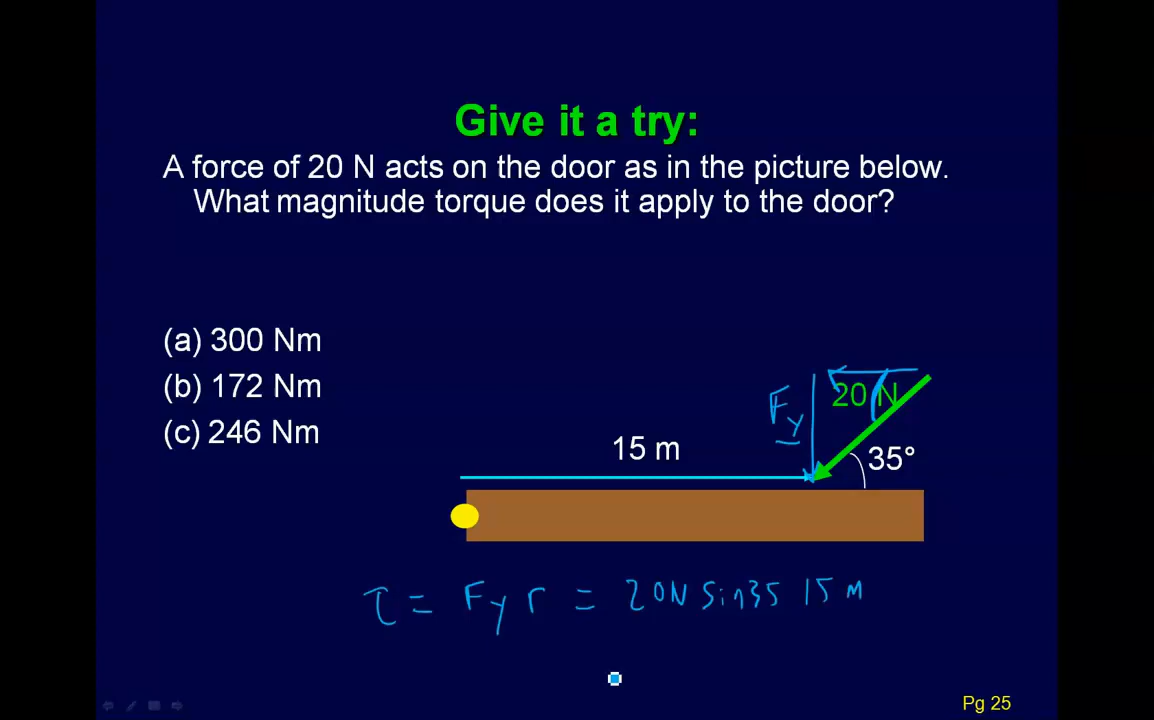 Give it a try:
A force of 20 N acts on the door as in the picture below.
What magnitude torque does it apply to the door?
(a) 300 Nm
(b) 172 Nm
(c) 246 Nm
20 N
Fy
15 m
35°
τ = Fy r = 20N Sin35 15 m
Pg 25